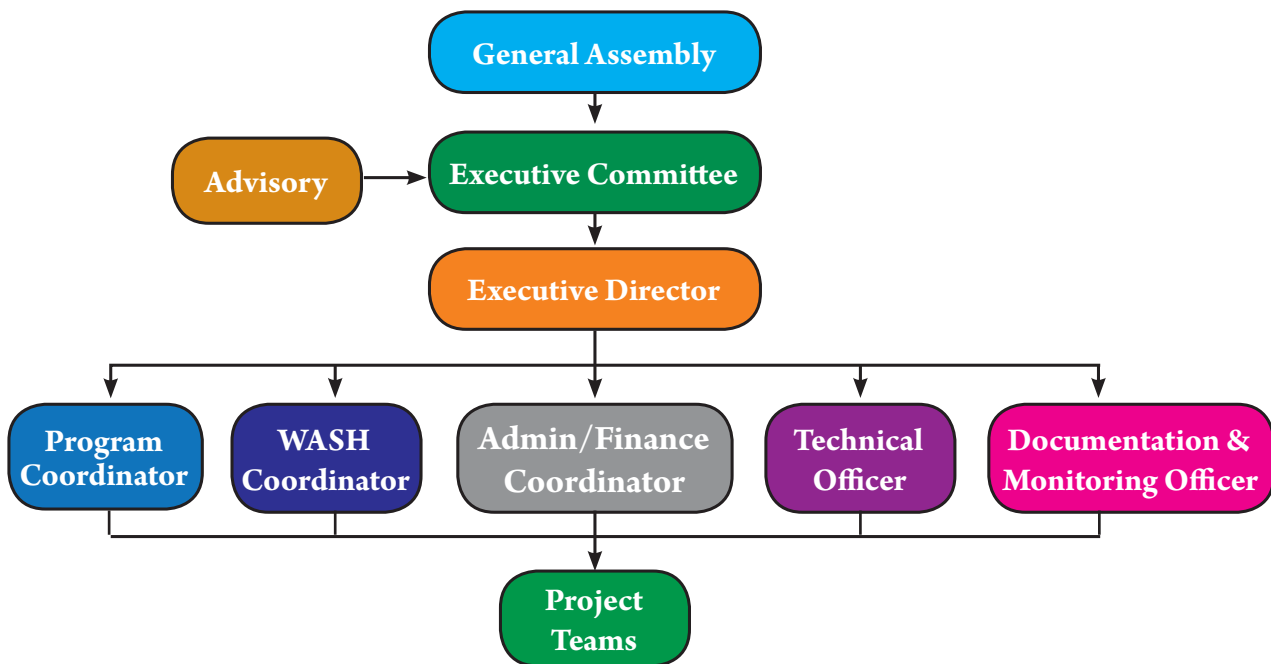 General Assembly
Advisory
Executive Committee
Executive Director
Program
Coordinator
WASH
Coordinator
Admin/Finance
Coordinator
Technical
Officer
Documentation &
Monitoring Officer
Project
Teams